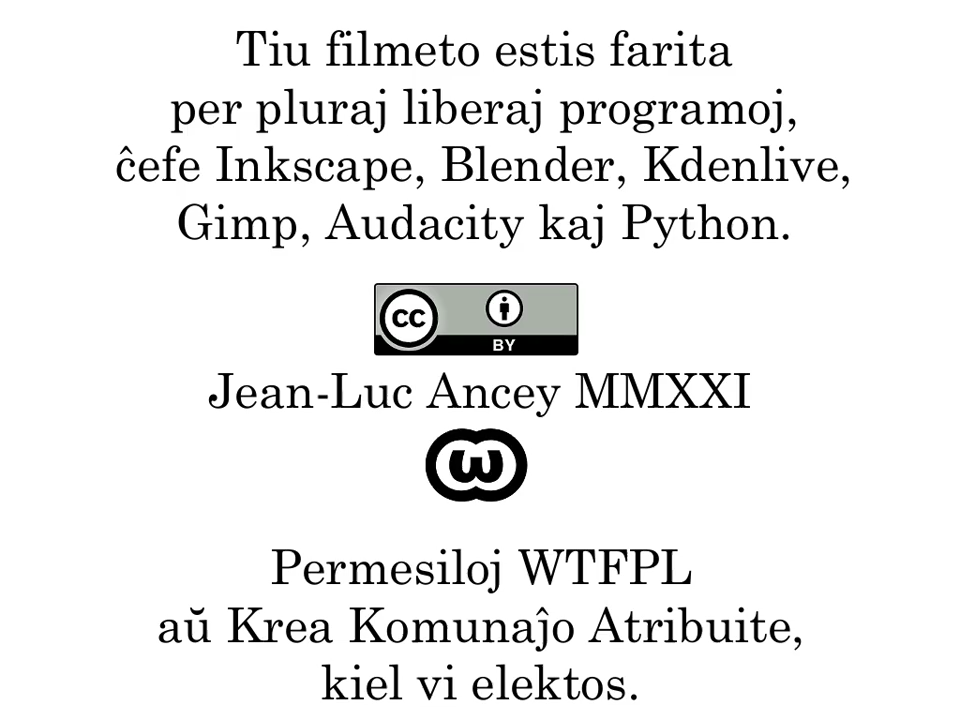 Tiu filmeto estis farita
per pluraj liberaj programoj,
ĉefe Inkscape, Blender, Kdenlive,
Gimp, Audacity kaj Python.
cc
BY
Jean-Luc Ancey MMXXI
ω
Permesiloj WTFPL
aŭ Krea Komunaĵo Atribuite,
kiel vi elektos.